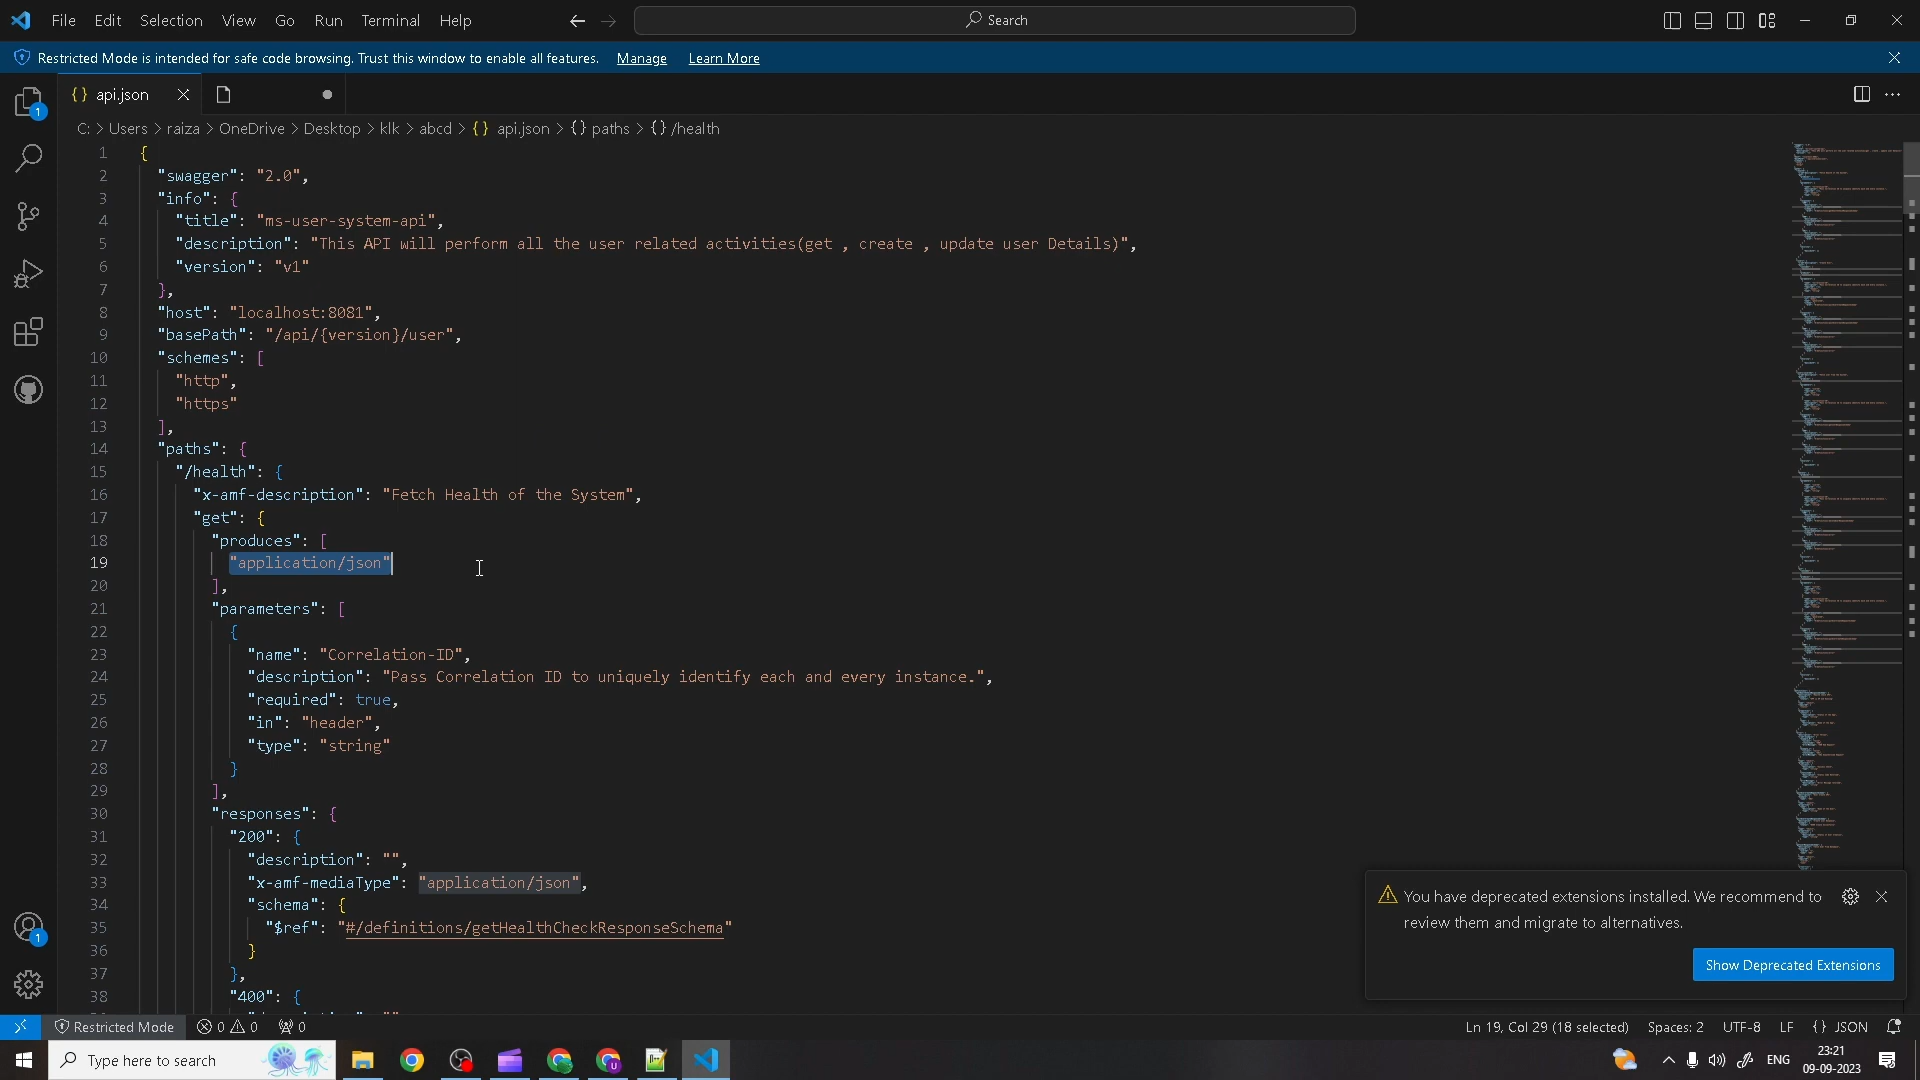 File Edit Selection View Go Run Terminal Help Search
Restricted Mode is intended for safe code browsing. Trust this window to enable all features. Manage Learn More
{} api.json
C: > Users > raiza > OneDrive > Desktop > klk > abcd > {} api.json > {} paths > {} /health
1 {
2 "swagger": "2.0",
3 "info": {
4 "title": "ms-user-system-api",
5 "description": "This API will perform all the user related activities(get , create , update user Details)",
6 "version": "v1"
7 },
8 "host": "localhost:8081",
9 "basePath": "/api/{version}/user",
10 "schemes": [
11 "http",
12 "https"
13 ],
14 "paths": {
15 "/health": {
16 "x-amf-description": "Fetch Health of the System",
17 "get": {
18 "produces": [
19 "application/json"
20 ],
21 "parameters": [
22 {
23 "name": "Correlation-ID",
24 "description": "Pass Correlation ID to uniquely identify each and every instance.",
25 "required": true,
26 "in": "header",
27 "type": "string"
28 }
29 ],
30 "responses": {
31 "200": {
32 "description": "",
33 "x-amf-mediaType": "application/json",
34 "schema": {
35 "$ref": "#/definitions/getHealthCheckResponseSchema"
36 }
37 },
38 "400": {
1
1
You have deprecated extensions installed. We recommend to
review them and migrate to alternatives.
Show Deprecated Extensions
Restricted Mode 0 0 0 Ln 19, Col 29 (18 selected) Spaces: 2 UTF-8 LF {} JSON
Type here to search ENG 23:21
09-09-2023